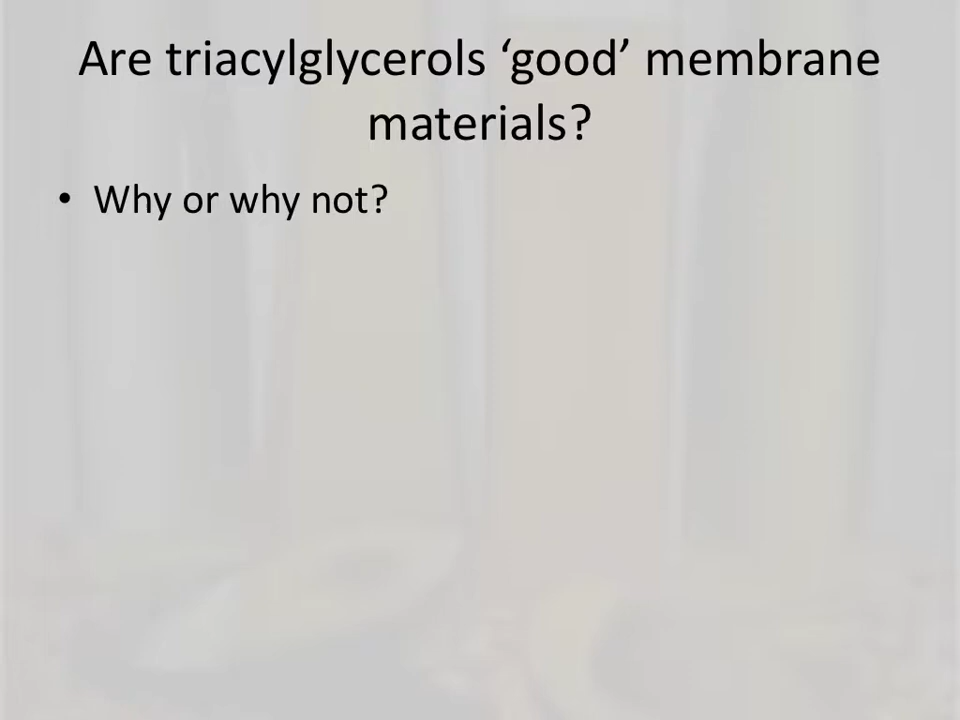 Are triacylglycerols ‘good’ membrane
materials?
• Why or why not?